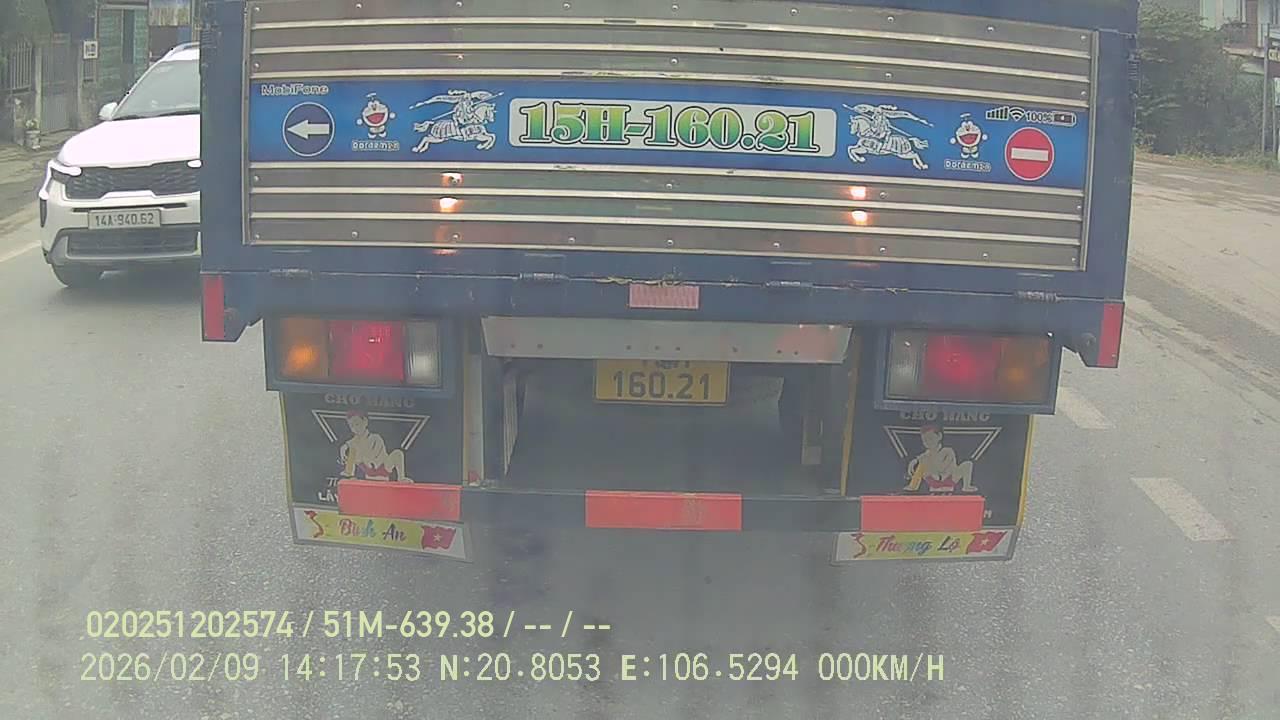 MobiFone
100%
15H-160.21
Doraemon
Doraemon
14A-940.62
160.21
CHỞ HÀNG
CHỞ HÀNG
Bình An
Thượng Lộ
020251202574 / 51M-639.38 / -- / --
2026/02/09 14:17:53 N:20.8053 E:106.5294 000KM/H